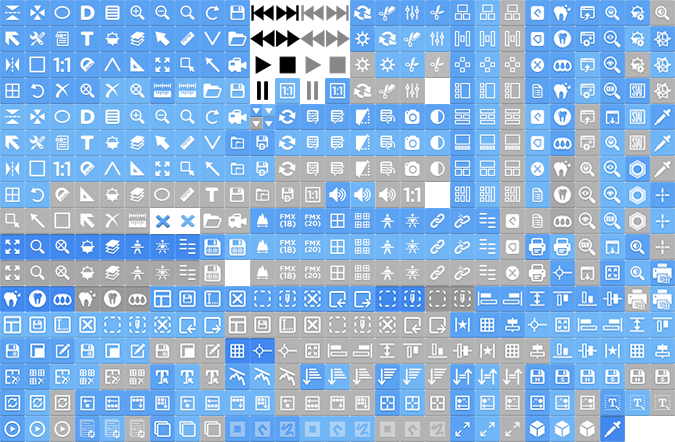 D
T
1:1
1:1 1:1
D
T
1:1
T 1:1 1:1
FMX FMX
(18) (20)
FMX FMX
(18) (20)
FMX FMX
(18) (20)
T T T T H S H S
T T T